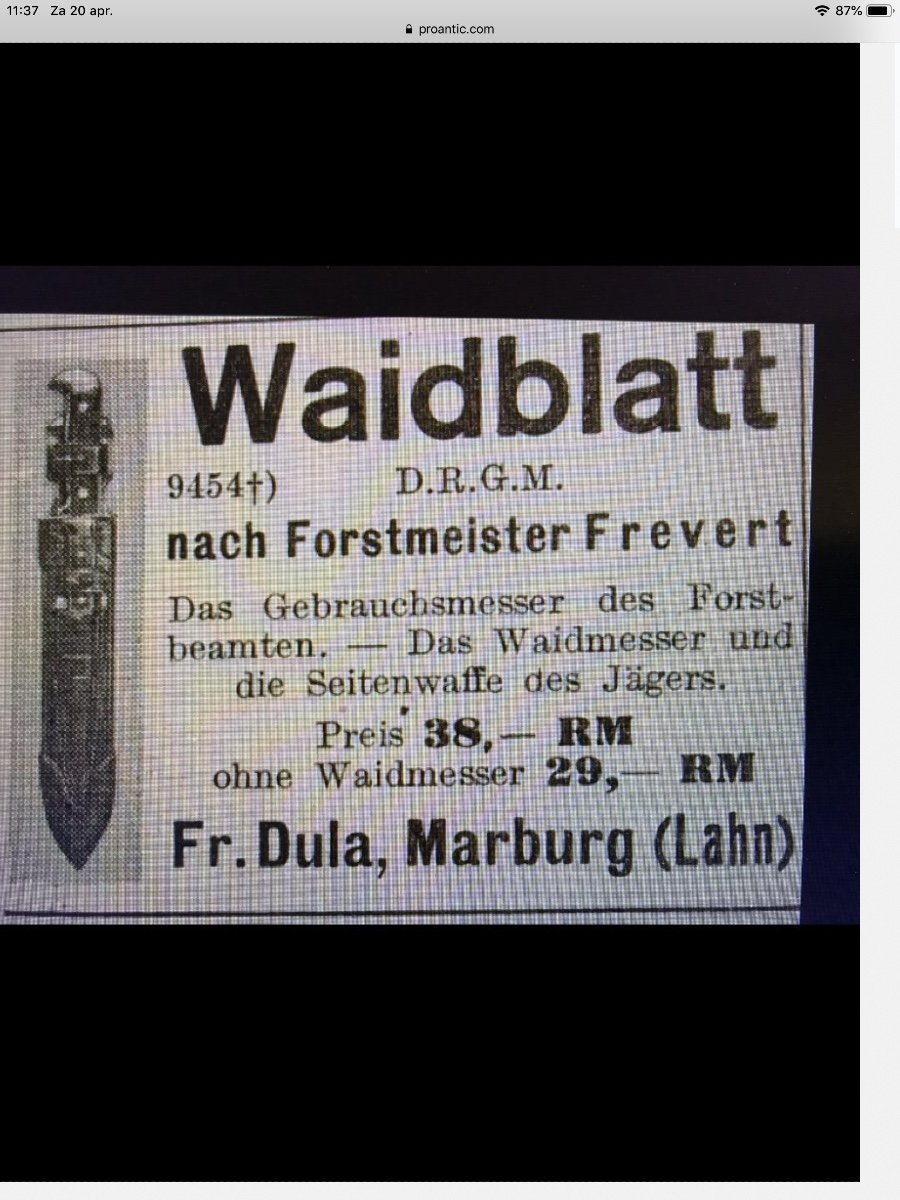 11:37 Za 20 apr.
87%
proantic.com
Waidblatt
9454†) D.R.G.M.
nach Forstmeister Frevert
Das Gebrauchsmesser des Forst-
beamten. — Das Waidmesser und
die Seitenwaffe des Jägers.
Preis 38,— RM
ohne Waidmesser 29,— RM
Fr. Dula, Marburg (Lahn)